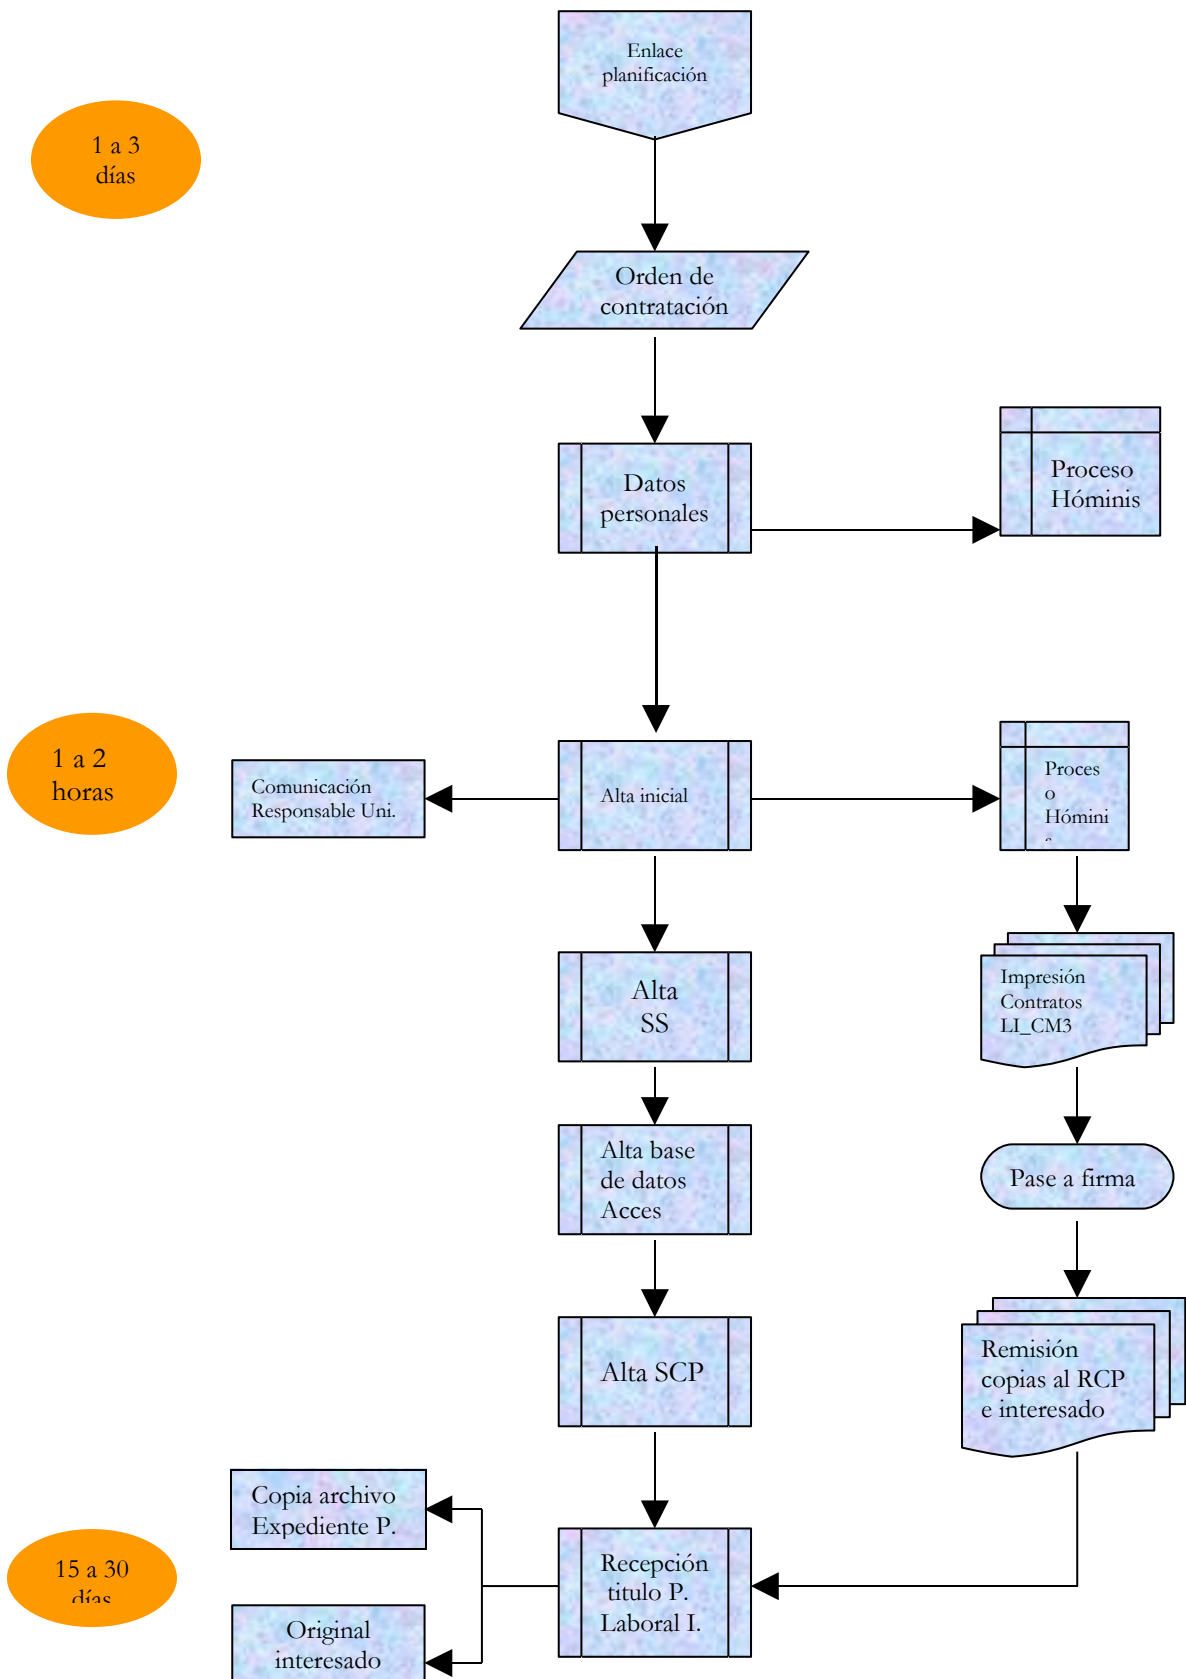 Enlace
planificación
1 a 3
días
Orden de
contratación
Datos
personales
Proceso
Hóminis
1 a 2
horas
Comunicación
Responsable Uni.
Alta inicial
Proces
o
Hómini
s
Alta
SS
Impresión
Contratos
LI_CM3
Alta base
de datos
Acces
Pase a firma
Alta SCP
Remisión
copias al RCP
e interesado
Copia archivo
Expediente P.
15 a 30
días
Recepción
titulo P.
Laboral I.
Original
interesado